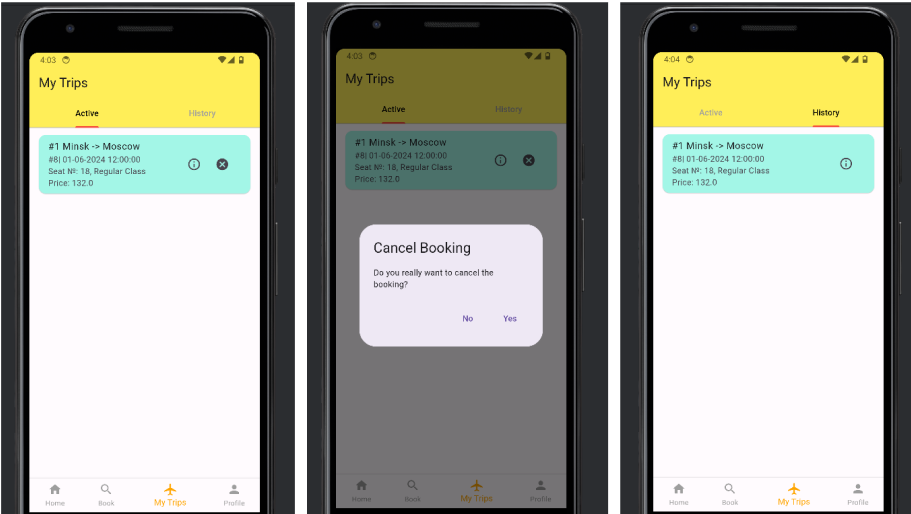 4:03
My Trips
Active
History
#1 Minsk -> Moscow
#8| 01-06-2024 12:00:00
Seat №: 18, Regular Class
Price: 132.0
Home
Book
My Trips
Profile
4:03
My Trips
Active
History
#1 Minsk -> Moscow
#8| 01-06-2024 12:00:00
Seat №: 18, Regular Class
Price: 132.0
Cancel Booking
Do you really want to cancel the
booking?
No
Yes
Home
Book
My Trips
Profile
4:04
My Trips
Active
History
#1 Minsk -> Moscow
#8| 01-06-2024 12:00:00
Seat №: 18, Regular Class
Price: 132.0
Home
Book
My Trips
Profile